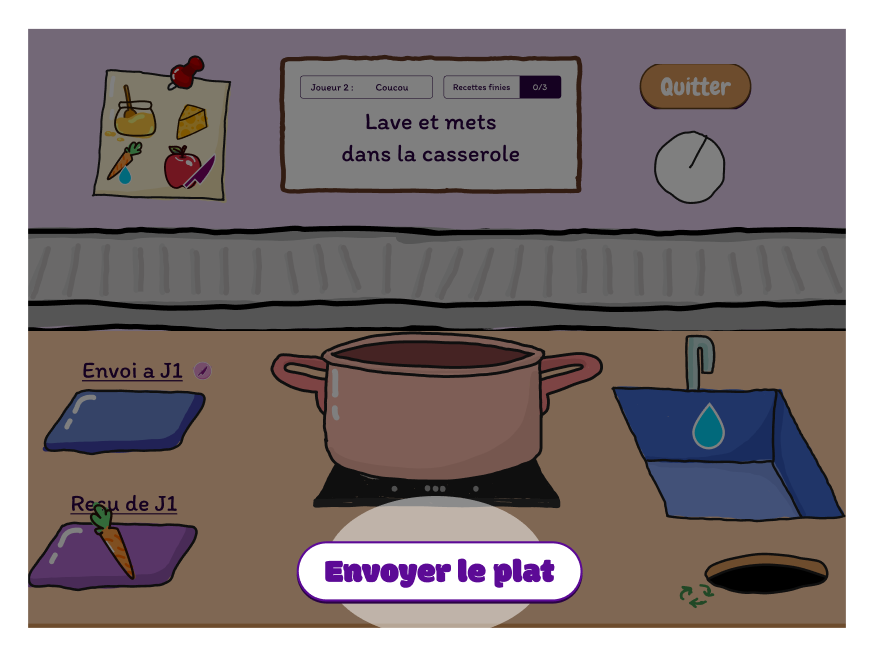 Joueur 2 : Coucou
Recettes finies 0/3
Quitter
Lave et mets
dans la casserole
Envoi a J1
Reçu de J1
Envoyer le plat